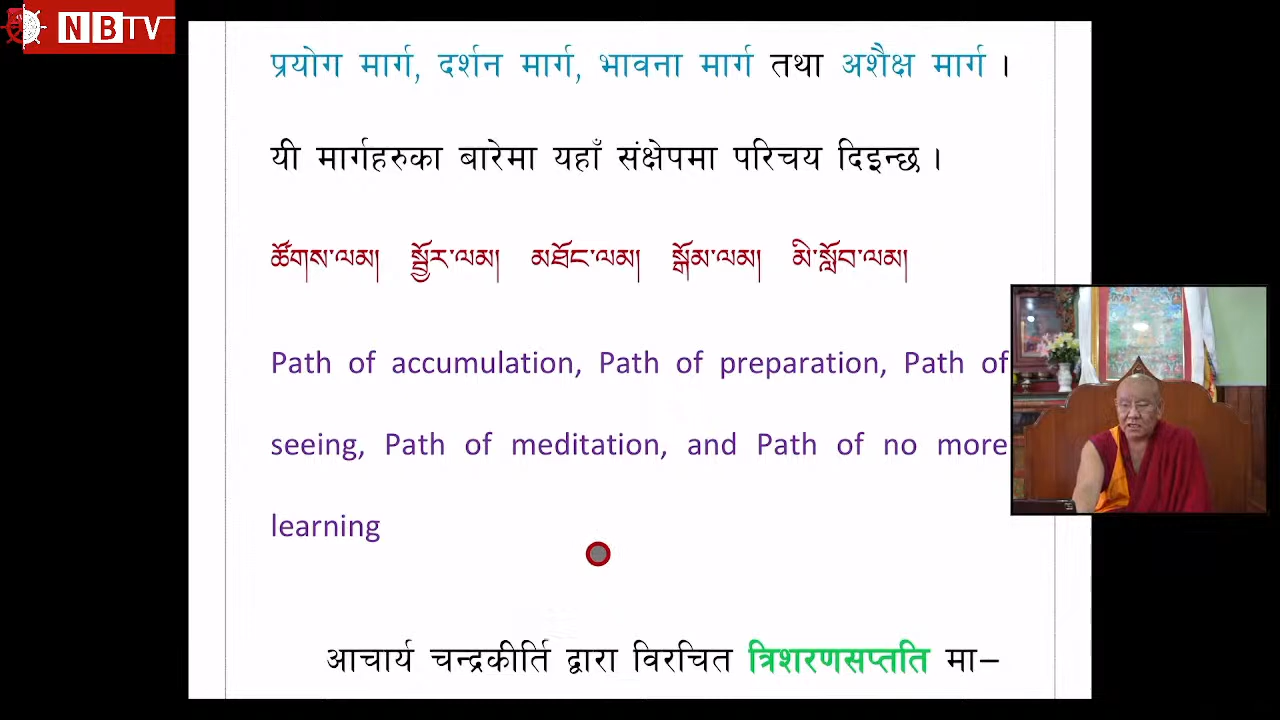 NBTV
प्रयोग मार्ग, दर्शन मार्ग, भावना मार्ग तथा अशैक्ष मार्ग ।
यी मार्गहरुका बारेमा यहाँ संक्षेपमा परिचय दिइन्छ ।
ཚོགས་ལམ། སྦྱོར་ལམ། མཐོང་ལམ། སྒོམ་ལམ། མི་སློབ་ལམ།
Path of accumulation, Path of preparation, Path of
seeing, Path of meditation, and Path of no more
learning
आचार्य चन्द्रकीर्ति द्वारा विरचित त्रिशरणसप्तति मा–